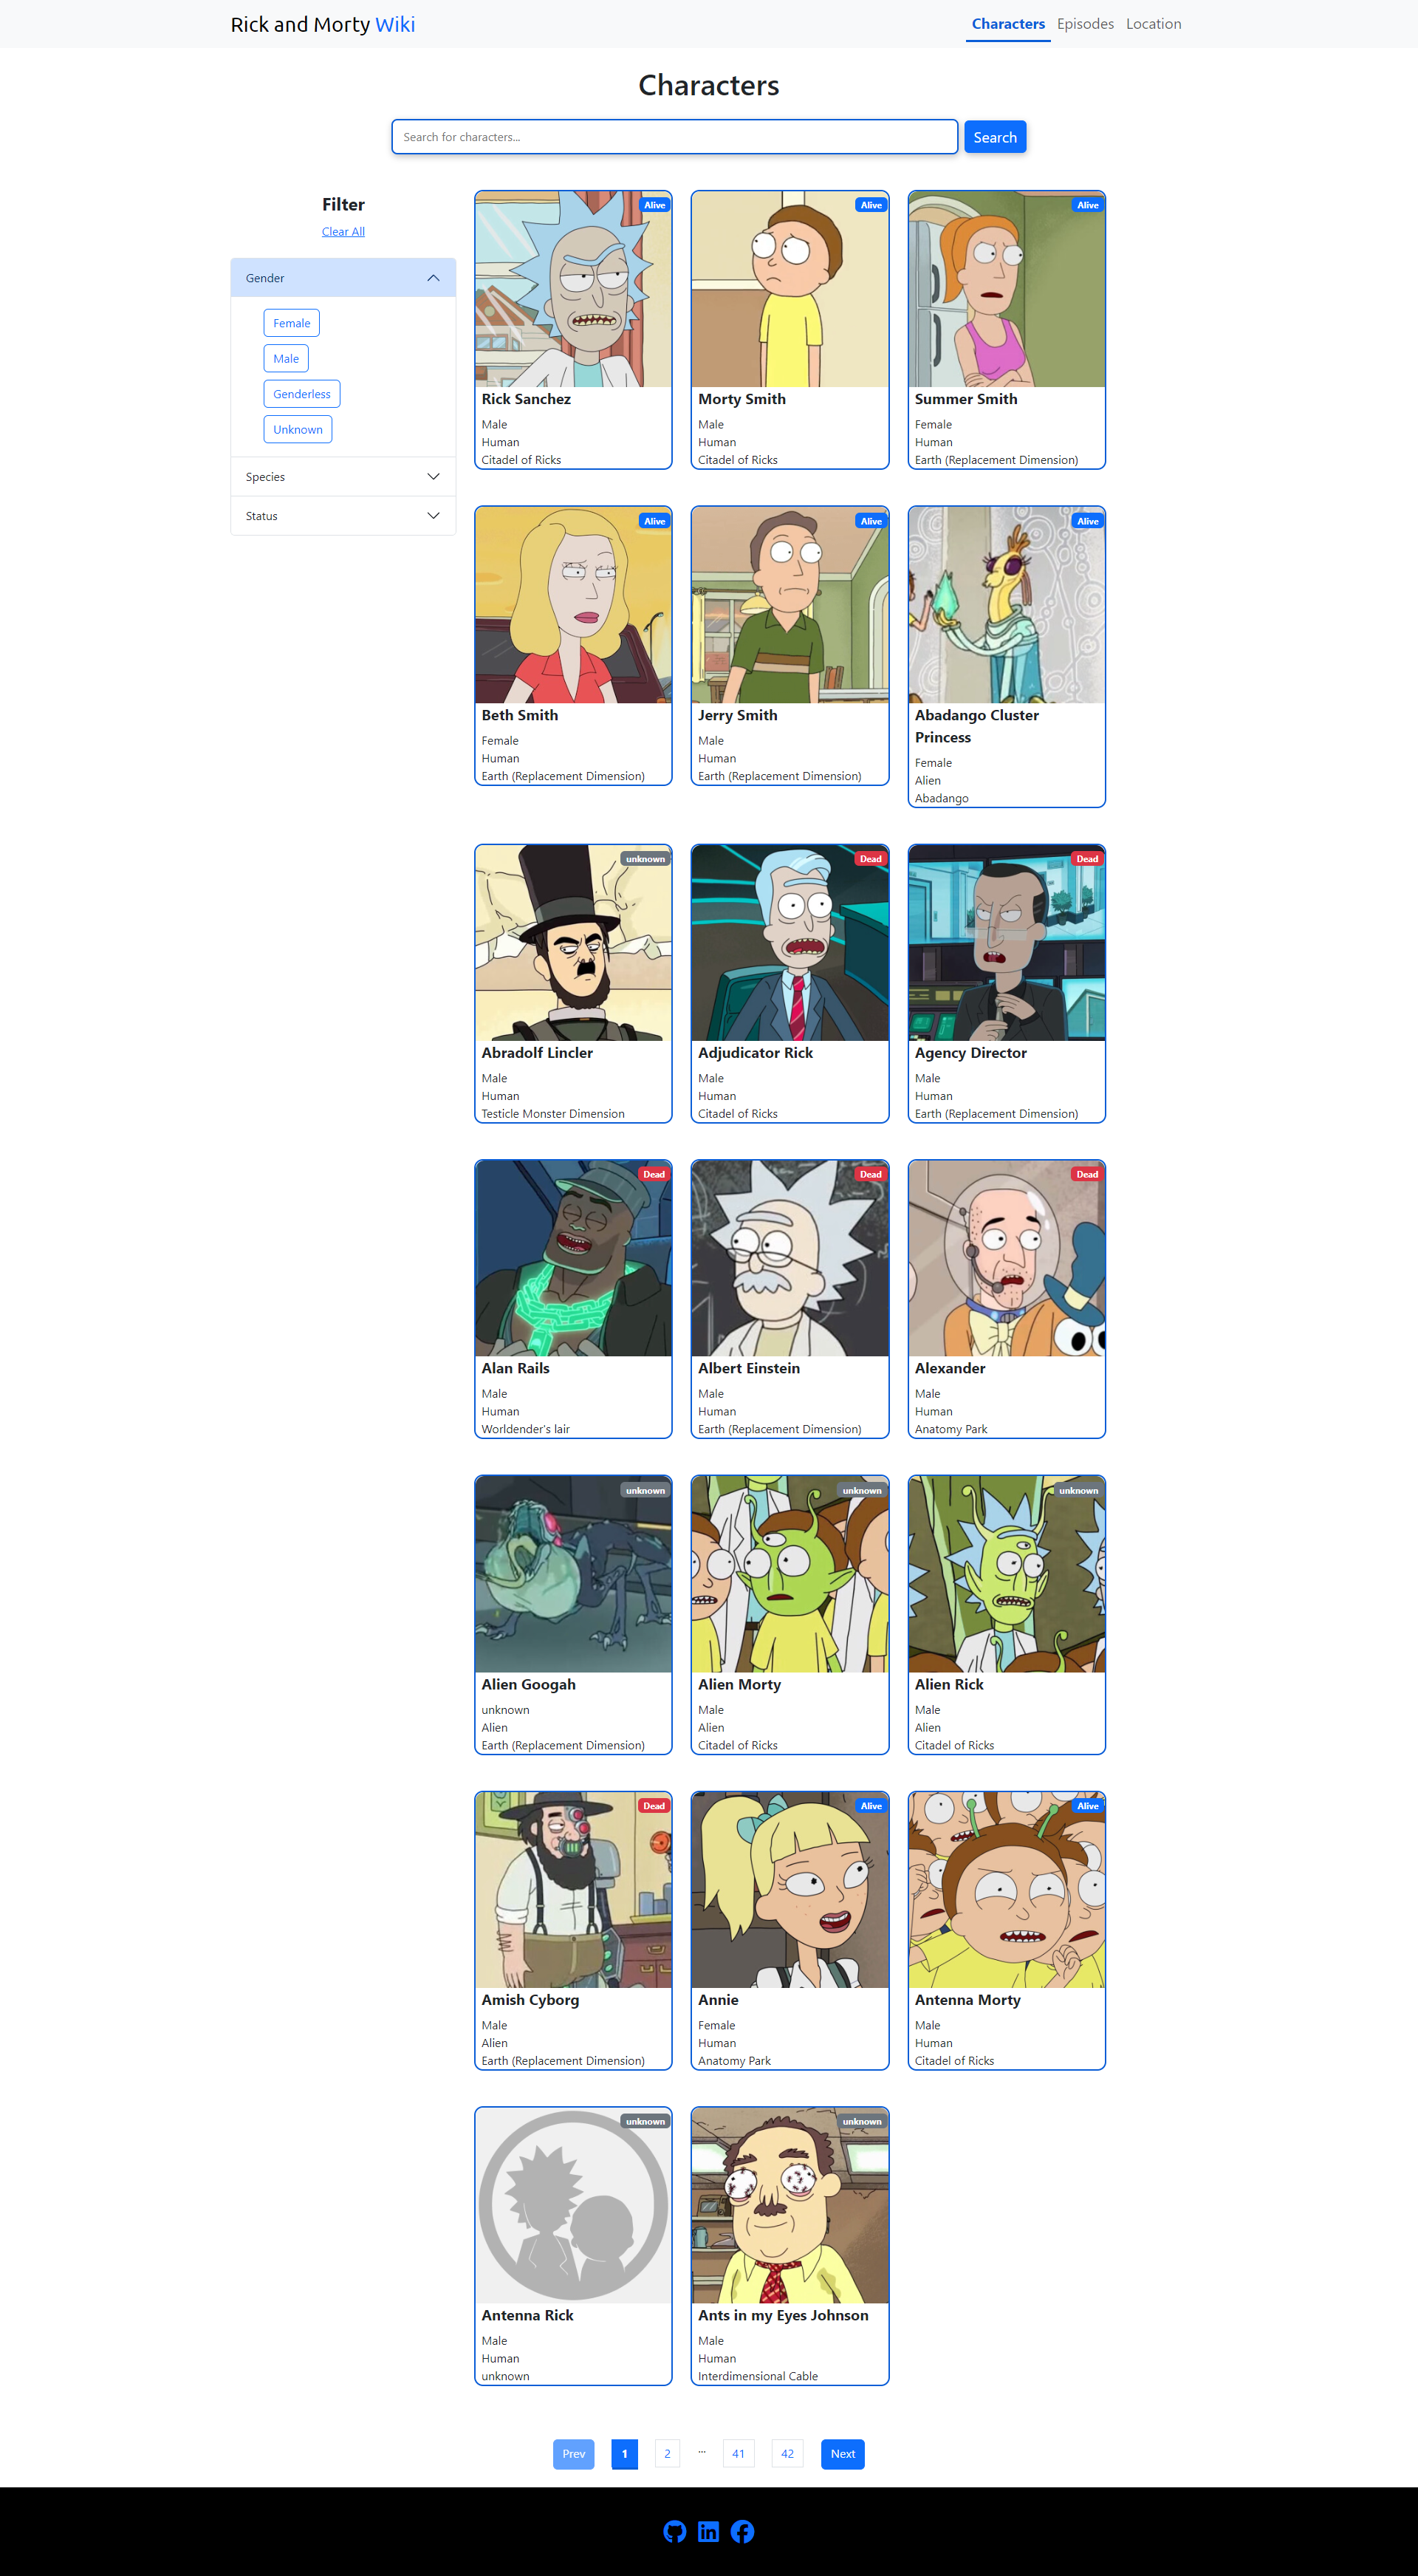 Rick and Morty Wiki
Characters
Episodes
Location
Characters
Search for characters...
Search
Filter
Clear All
Gender
Female
Male
Genderless
Unknown
Species
Status
Alive
Rick Sanchez
Male
Human
Citadel of Ricks
Alive
Morty Smith
Male
Human
Citadel of Ricks
Alive
Summer Smith
Female
Human
Earth (Replacement Dimension)
Alive
Beth Smith
Female
Human
Earth (Replacement Dimension)
Alive
Jerry Smith
Male
Human
Earth (Replacement Dimension)
Alive
Abadango Cluster
Princess
Female
Alien
Abadango
unknown
Abradolf Lincler
Male
Human
Testicle Monster Dimension
Dead
Adjudicator Rick
Male
Human
Citadel of Ricks
Dead
Agency Director
Male
Human
Earth (Replacement Dimension)
Dead
Alan Rails
Male
Human
Worldender's lair
Dead
Albert Einstein
Male
Human
Earth (Replacement Dimension)
Dead
Alexander
Male
Human
Anatomy Park
unknown
Alien Googah
unknown
Alien
Earth (Replacement Dimension)
unknown
Alien Morty
Male
Alien
Citadel of Ricks
unknown
Alien Rick
Male
Alien
Citadel of Ricks
Dead
Amish Cyborg
Male
Alien
Earth (Replacement Dimension)
Alive
Annie
Female
Human
Anatomy Park
Alive
Antenna Morty
Male
Human
Citadel of Ricks
unknown
Antenna Rick
Male
Human
unknown
unknown
Ants in my Eyes Johnson
Male
Human
Interdimensional Cable
Prev
1
2
...
41
42
Next